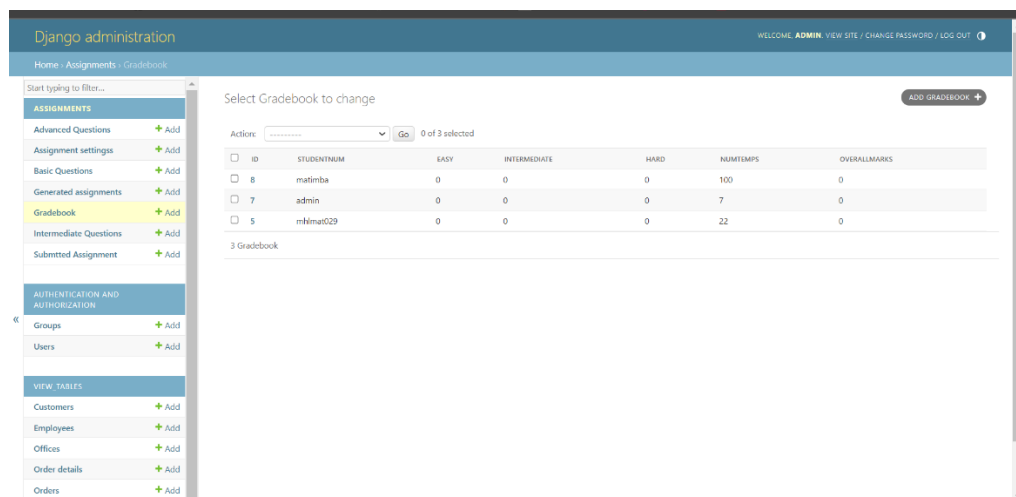 Django administration
WELCOME, ADMIN. VIEW SITE / CHANGE PASSWORD / LOG OUT
Home › Assignments › Gradebook
Start typing to filter...
ASSIGNMENTS
Advanced Questions + Add
Assignment settingss + Add
Basic Questions + Add
Generated assignments + Add
Gradebook + Add
Intermediate Questions + Add
Submtted Assignment + Add
AUTHENTICATION AND
AUTHORIZATION
Groups + Add
Users + Add
VIEW_TABLES
Customers + Add
Employees + Add
Offices + Add
Order details + Add
Orders + Add
«
Select Gradebook to change
ADD GRADEBOOK +
Action: --------- Go 0 of 3 selected
ID STUDENTNUM EASY INTERMEDIATE HARD NUMTEMPS OVERALLMARKS
8 matimba 0 0 0 100 0
7 admin 0 0 0 7 0
5 mhlmat029 0 0 0 22 0
3 Gradebook